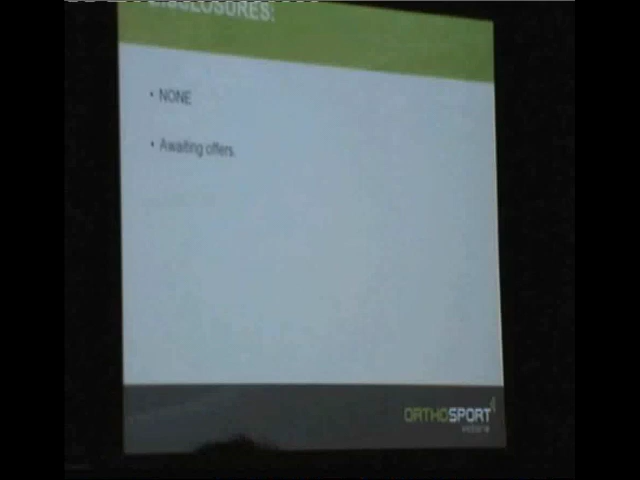 DISCLOSURES:
• NONE
• Awaiting offers
ORTHOSPORT